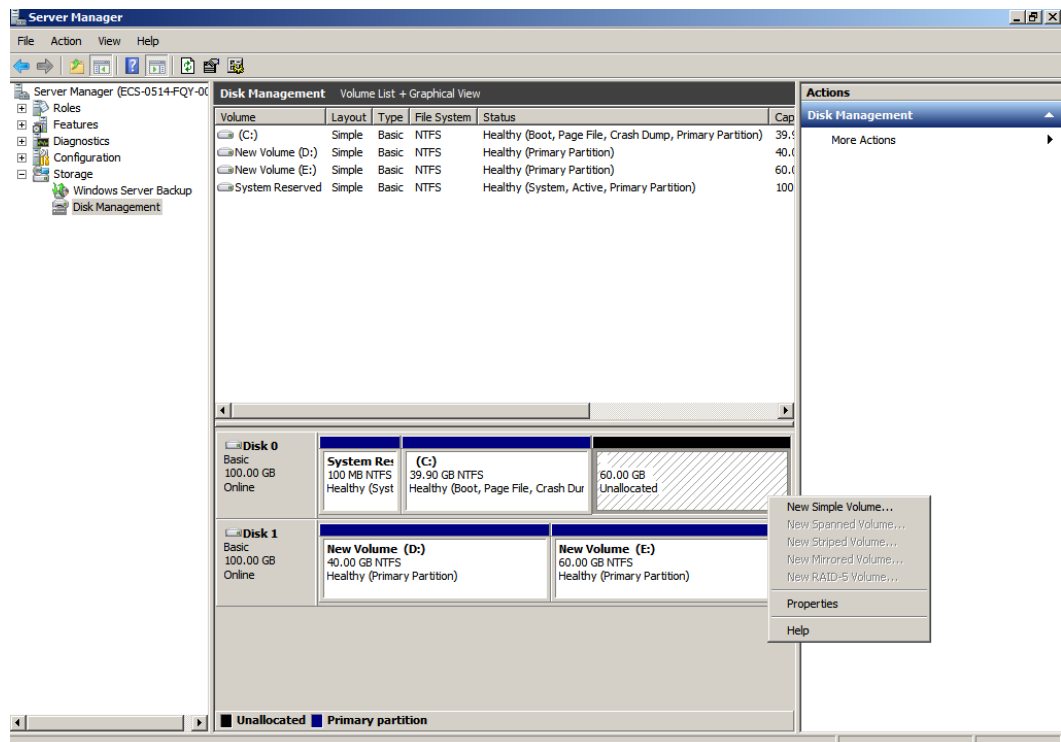 Server Manager
File Action View Help
Server Manager (ECS-0514-FQY-00
Roles
Features
Diagnostics
Configuration
Storage
Windows Server Backup
Disk Management
Disk Management Volume List + Graphical View
Volume Layout Type File System Status Cap
(C:) Simple Basic NTFS Healthy (Boot, Page File, Crash Dump, Primary Partition) 39.9
New Volume (D:) Simple Basic NTFS Healthy (Primary Partition) 40.0
New Volume (E:) Simple Basic NTFS Healthy (Primary Partition) 60.0
System Reserved Simple Basic NTFS Healthy (System, Active, Primary Partition) 100
Disk 0
Basic
100.00 GB
Online
System Res
100 MB NTFS
Healthy (Syst
(C:)
39.90 GB NTFS
Healthy (Boot, Page File, Crash Dur
60.00 GB
Unallocated
Disk 1
Basic
100.00 GB
Online
New Volume (D:)
40.00 GB NTFS
Healthy (Primary Partition)
New Volume (E:)
60.00 GB NTFS
Healthy (Primary Partition)
Unallocated Primary partition
Actions
Disk Management
More Actions
New Simple Volume...
New Spanned Volume...
New Striped Volume...
New Mirrored Volume...
New RAID-5 Volume...
Properties
Help